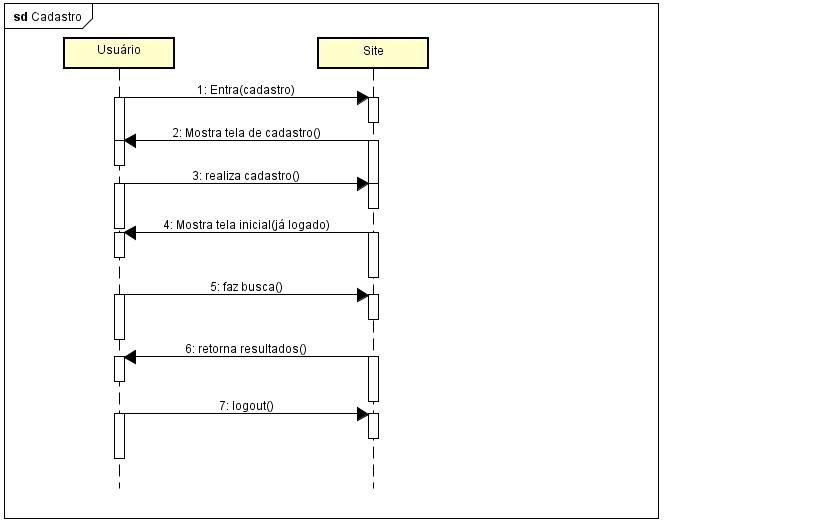 sd Cadastro
Usuário
Site
1: Entra(cadastro)
2: Mostra tela de cadastro()
3: realiza cadastro()
4: Mostra tela inicial(já logado)
5: faz busca()
6: retorna resultados()
7: logout()